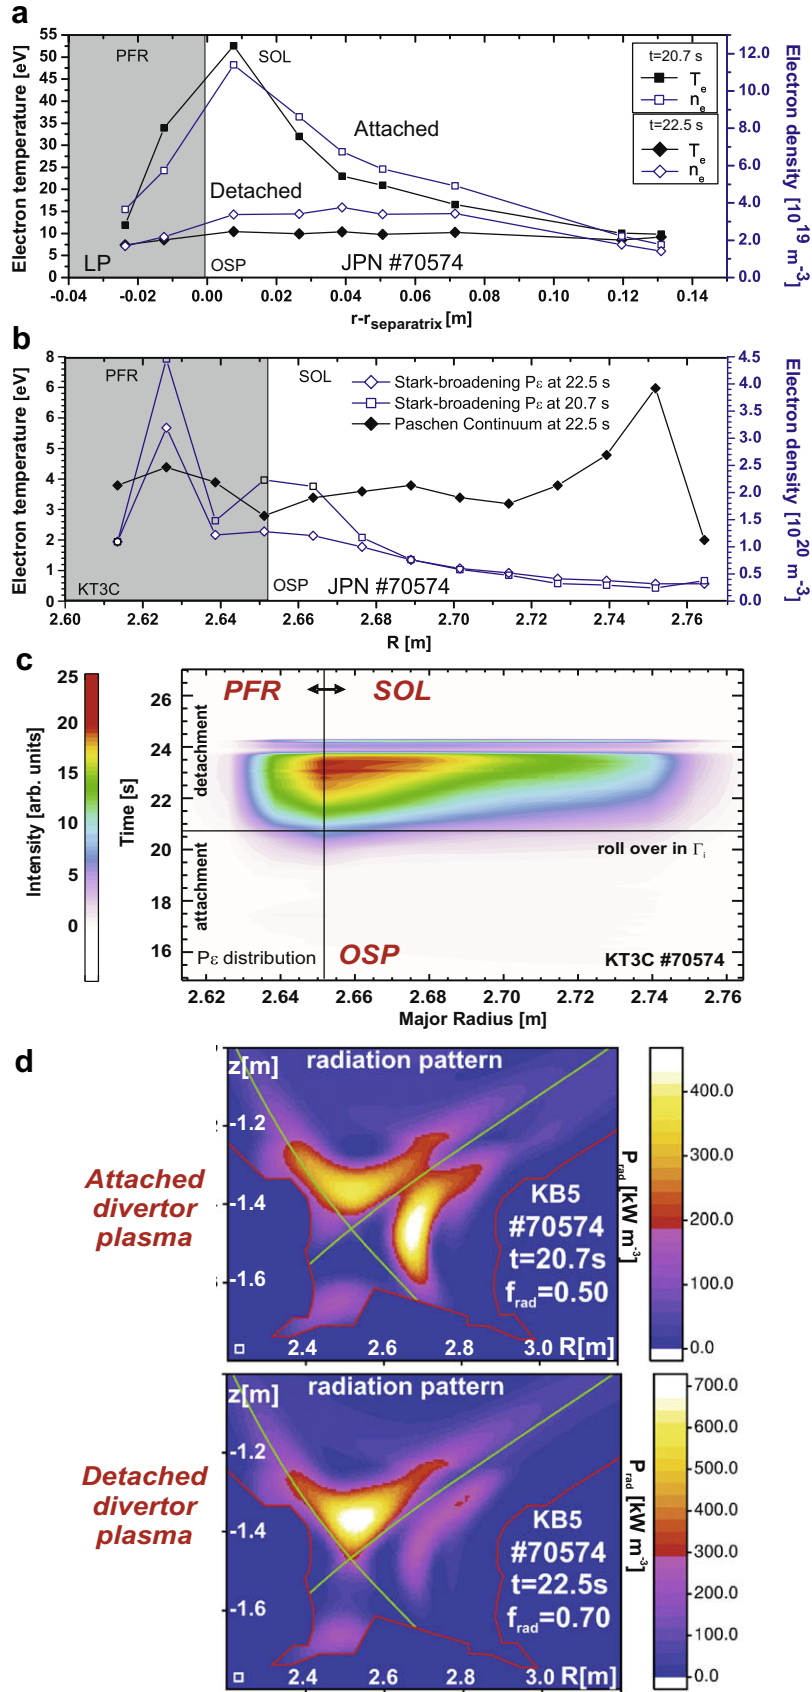 a
Electron temperature [eV]
55
50
45
40
35
30
25
20
15
10
5
0
PFR
SOL
Attached
Detached
LP
OSP
JPN #70574
t=20.7 s
Te
ne
t=22.5 s
Te
ne
12.0
10.0
8.0
6.0
4.0
2.0
0.0
Electron density [10^19 m^-3]
-0.04 -0.02 0.00 0.02 0.04 0.06 0.08 0.10 0.12 0.14
r-r_separatrix [m]
b
Electron temperature [eV]
8
7
6
5
4
3
2
1
0
PFR
SOL
Stark-broadening Pε at 22.5 s
Stark-broadening Pε at 20.7 s
Paschen Continuum at 22.5 s
KT3C
OSP
JPN #70574
4.5
4.0
3.5
3.0
2.5
2.0
1.5
1.0
0.5
0.0
Electron density [10^20 m^-3]
2.60 2.62 2.64 2.66 2.68 2.70 2.72 2.74 2.76
R [m]
c
Intensity [arb. units]
25
20
15
10
5
0
Time [s]
26
24
22
20
18
16
detachment
attachment
PFR
SOL
roll over in Γi
Pε distribution
OSP
KT3C #70574
2.62 2.64 2.66 2.68 2.70 2.72 2.74 2.76
Major Radius [m]
d
Attached
divertor
plasma
z[m]
radiation pattern
-1.2
-1.4
-1.6
KB5
#70574
t=20.7s
f_rad=0.50
2.4 2.6 2.8 3.0 R[m]
P_rad [kW m^-3]
400.0
300.0
200.0
100.0
0.0
Detached
divertor
plasma
z[m]
radiation pattern
-1.2
-1.4
-1.6
KB5
#70574
t=22.5s
f_rad=0.70
2.4 2.6 2.8 3.0 R[m]
P_rad [kW m^-3]
700.0
600.0
500.0
400.0
300.0
200.0
100.0
0.0